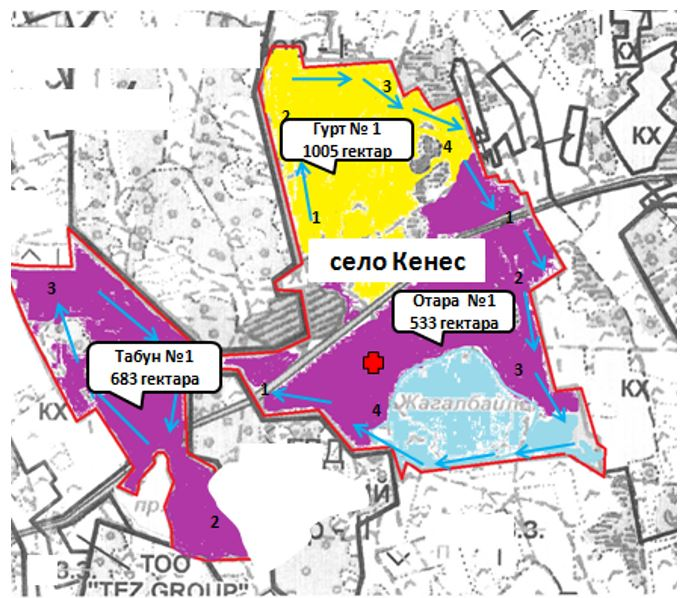 р - I
3
КХ
2
Гурт № 1
1005 гектар
КХ
4
1
1
село Кенес
2
3
Отара №1
533 гектара
Табун №1
683 гектара
3
1
КХ
4
Жагалбайлы
КХ
пр.
2
р - I
З.
п
I
ТОО
"TEZ GROUP"